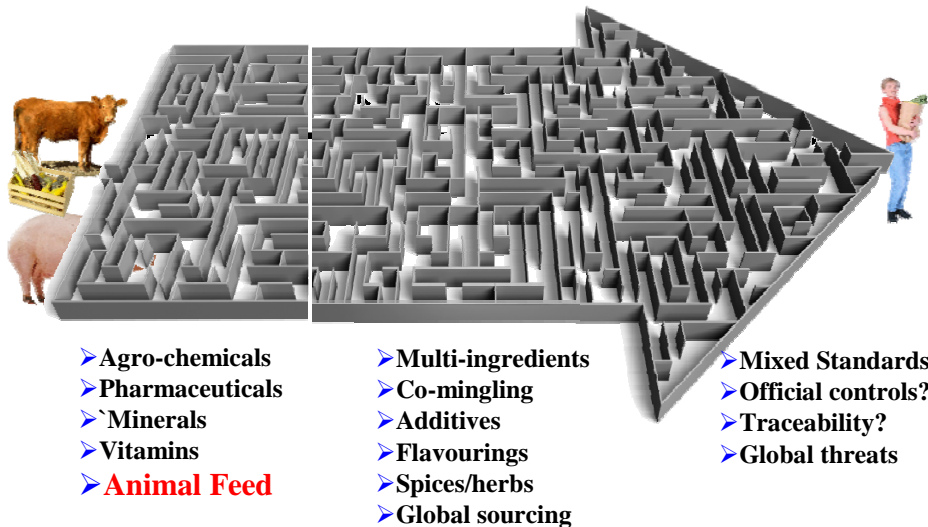 ➢Agro-chemicals
➢Pharmaceuticals
➢`Minerals
➢Vitamins
➢Animal Feed
➢Multi-ingredients
➢Co-mingling
➢Additives
➢Flavourings
➢Spices/herbs
➢Global sourcing
➢Mixed Standards
➢Official controls?
➢Traceability?
➢Global threats